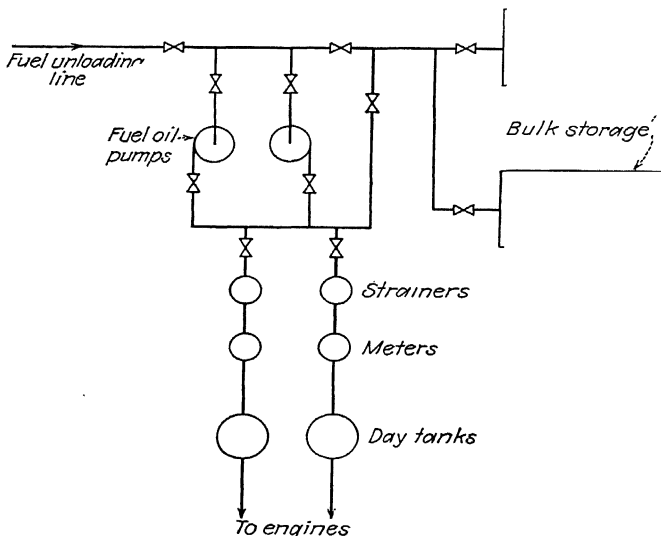 Fuel unloading
line
Fuel oil
pumps
Bulk storage
Strainers
Meters
Day tanks
To engines